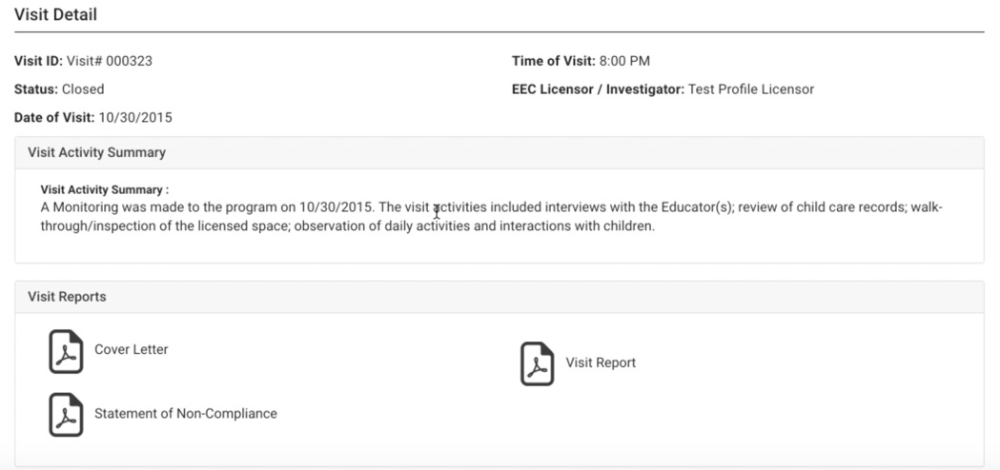 Visit Detail
Visit ID: Visit# 000323
Time of Visit: 8:00 PM
Status: Closed
EEC Licensor / Investigator: Test Profile Licensor
Date of Visit: 10/30/2015
Visit Activity Summary
Visit Activity Summary :
A Monitoring was made to the program on 10/30/2015. The visit activities included interviews with the Educator(s); review of child care records; walk-
through/inspection of the licensed space; observation of daily activities and interactions with children.
Visit Reports
Cover Letter
Visit Report
Statement of Non-Compliance